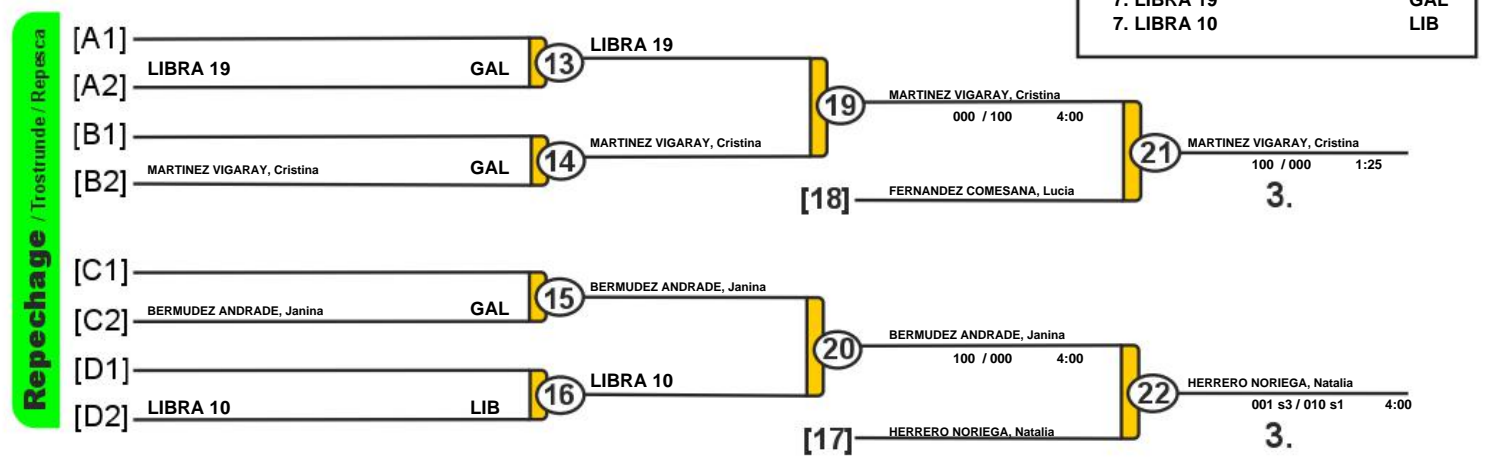 7. LIBRA 19 GAL
7. LIBRA 10 LIB
Repechage / Trostrunde / Repesca
[A1]
LIBRA 19 GAL
[A2]
13
LIBRA 19
[B1]
MARTINEZ VIGARAY, Cristina GAL
[B2]
14
MARTINEZ VIGARAY, Cristina
19
MARTINEZ VIGARAY, Cristina
000 / 100 4:00
[18]
FERNANDEZ COMESANA, Lucia
21
MARTINEZ VIGARAY, Cristina
100 / 000 1:25
3.
[C1]
BERMUDEZ ANDRADE, Janina GAL
[C2]
15
BERMUDEZ ANDRADE, Janina
[D1]
LIBRA 10 LIB
[D2]
16
LIBRA 10
20
BERMUDEZ ANDRADE, Janina
100 / 000 4:00
[17]
HERRERO NORIEGA, Natalia
22
HERRERO NORIEGA, Natalia
001 s3 / 010 s1 4:00
3.